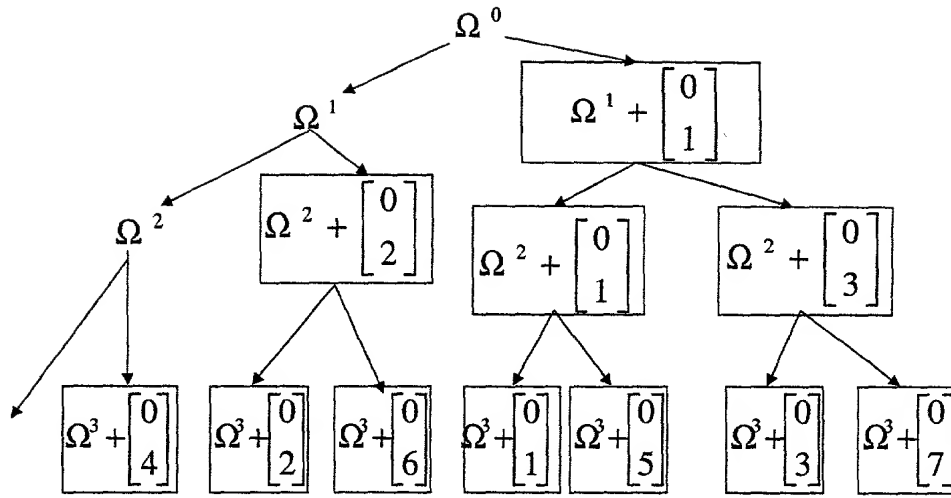 Ω⁰
Ω¹
Ω¹ + [0 1]
Ω²
Ω² + [0 2]
Ω² + [0 1]
Ω² + [0 3]
Ω³ + [0 4]
Ω³ + [0 2]
Ω³ + [0 6]
Ω³ + [0 1]
Ω³ + [0 5]
Ω³ + [0 3]
Ω³ + [0 7]